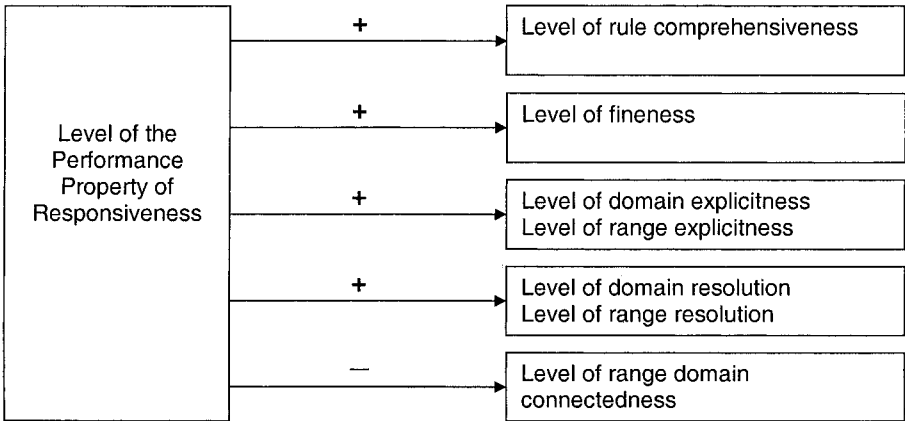 Level of the
Performance
Property of
Responsiveness
+
Level of rule comprehensiveness
+
Level of fineness
+
Level of domain explicitness
Level of range explicitness
+
Level of domain resolution
Level of range resolution
—
Level of range domain
connectedness